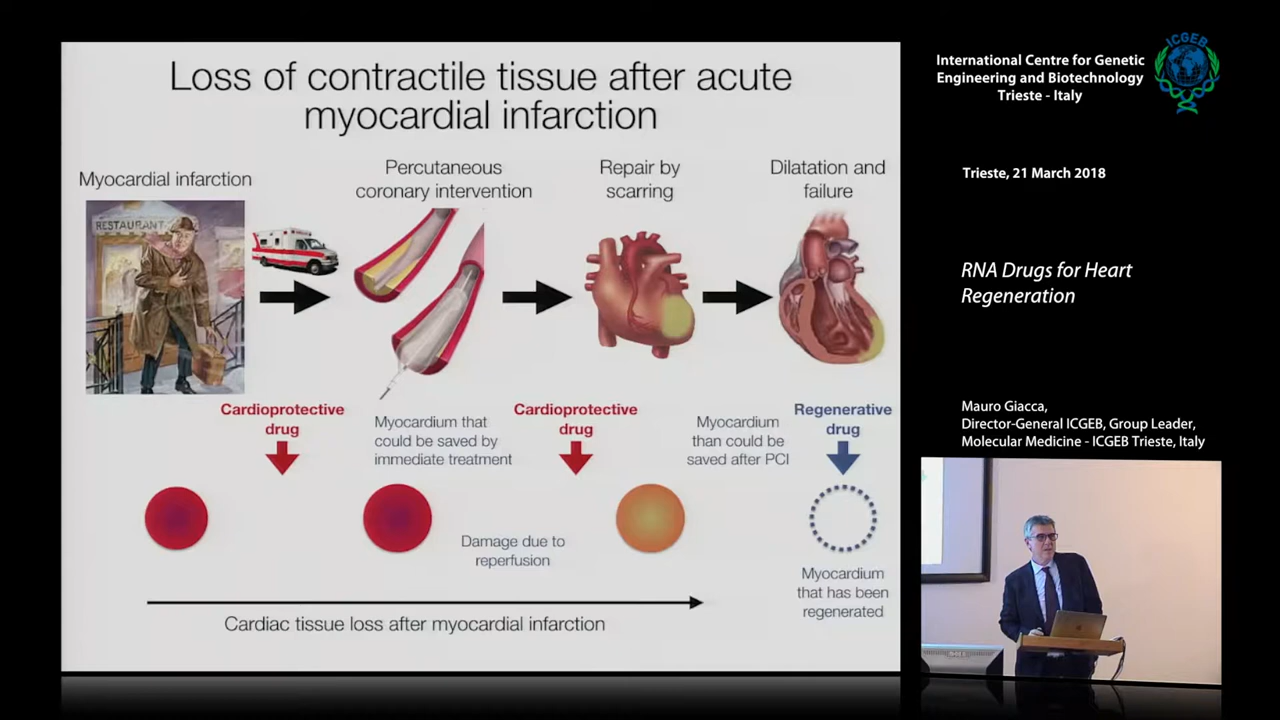 Loss of contractile tissue after acute
myocardial infarction
Myocardial infarction
Percutaneous
coronary intervention
Repair by
scarring
Dilatation and
failure
RESTAURANT
Cardioprotective
drug
Myocardium that
could be saved by
immediate treatment
Cardioprotective
drug
Myocardium
than could be
saved after PCI
Regenerative
drug
Damage due to
reperfusion
Myocardium
that has been
regenerated
Cardiac tissue loss after myocardial infarction
International Centre for Genetic
Engineering and Biotechnology
Trieste - Italy
ICGEB
Trieste, 21 March 2018
RNA Drugs for Heart
Regeneration
Mauro Giacca,
Director-General ICGEB, Group Leader,
Molecular Medicine - ICGEB Trieste, Italy